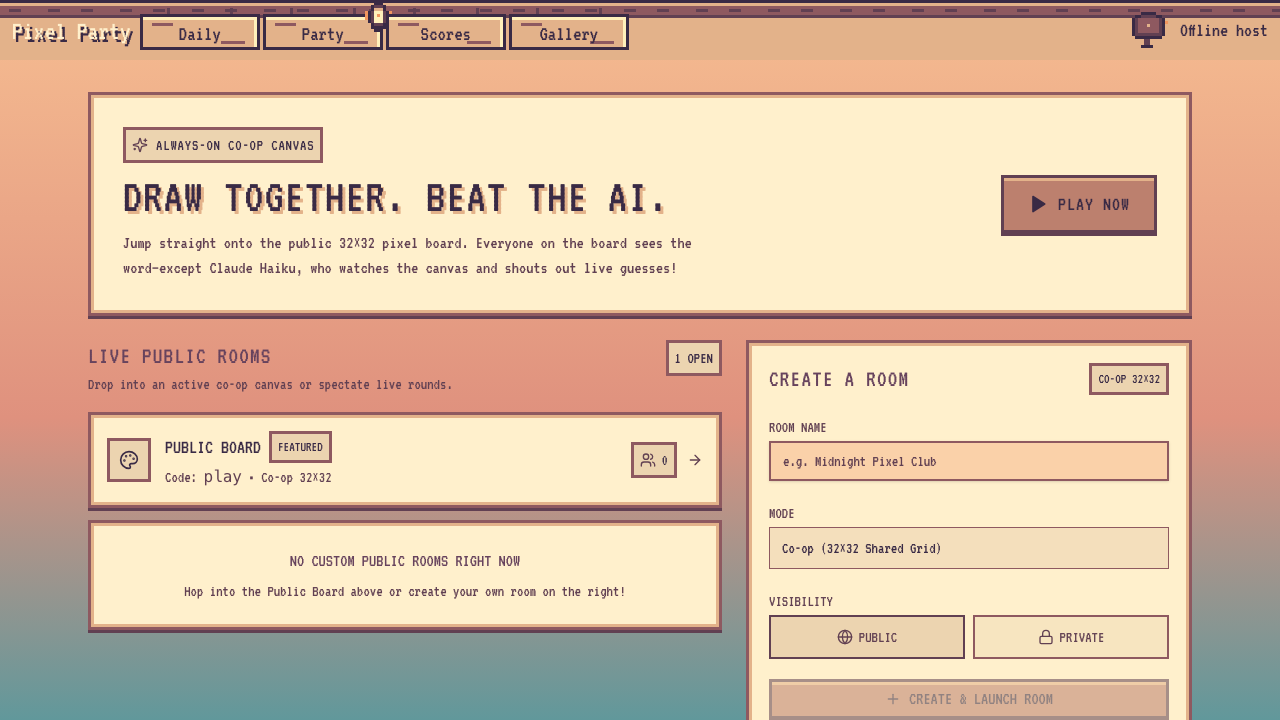 Pixel Party
Daily
Party
Scores
Gallery
Offline host
ALWAYS-ON CO-OP CANVAS
DRAW TOGETHER. BEAT THE AI.
Jump straight onto the public 32X32 pixel board. Everyone on the board sees the
word—except Claude Haiku, who watches the canvas and shouts out live guesses!
PLAY NOW
LIVE PUBLIC ROOMS
1 OPEN
Drop into an active co-op canvas or spectate live rounds.
PUBLIC BOARD
FEATURED
Code: play • Co-op 32X32
0
NO CUSTOM PUBLIC ROOMS RIGHT NOW
Hop into the Public Board above or create your own room on the right!
CREATE A ROOM
CO-OP 32X32
ROOM NAME
e.g. Midnight Pixel Club
MODE
Co-op (32X32 Shared Grid)
VISIBILITY
PUBLIC
PRIVATE
CREATE & LAUNCH ROOM